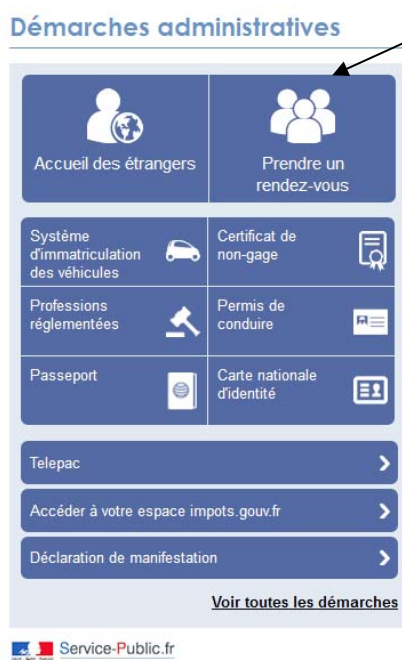 Démarches administratives
Accueil des étrangers
Prendre un
rendez-vous
Système
d'immatriculation
des véhicules
Certificat de
non-gage
Professions
réglementées
Permis de
conduire
Passeport
Carte nationale
d'identité
Telepac
Accéder à votre espace impots.gouv.fr
Déclaration de manifestation
Voir toutes les démarches
Service-Public.fr